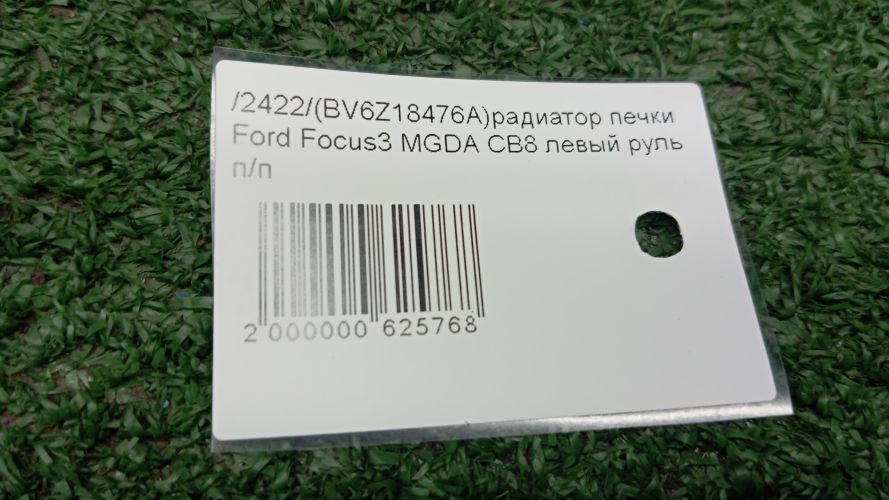 /2422/(BV6Z18476A)радиатор печки
Ford Focus3 MGDA CB8 левый руль
п/п
2 000000 625768